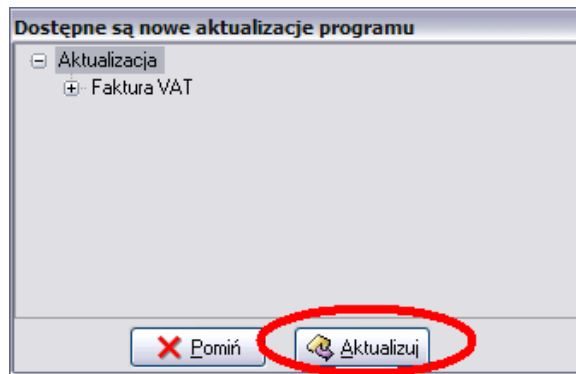 Dostępne są nowe aktualizacje programu
Aktualizacja
Faktura VAT
Pomiń Aktualizuj